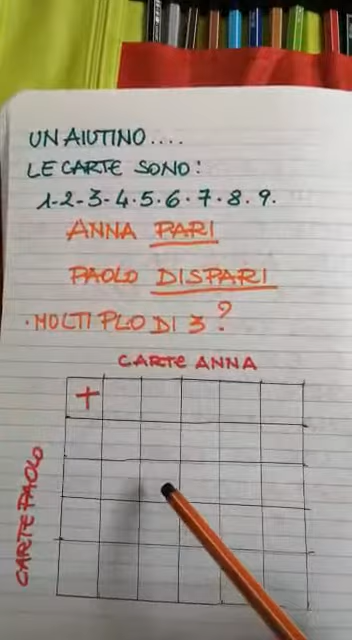 UN AIUTINO....
LE CARTE SONO:
1-2-3-4.5.6.7.8.9.
ANNA PARI
PAOLO DISPARI
.MOLTIPLO DI 3?
CARTE ANNA
+
CARTE PAOLO